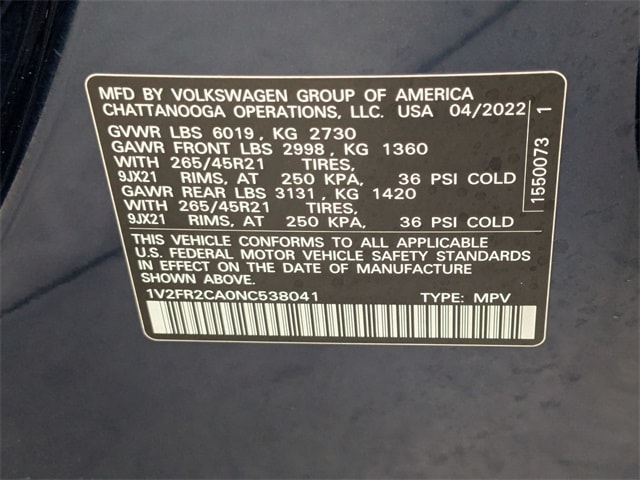 MFD BY VOLKSWAGEN GROUP OF AMERICA
CHATTANOOGA OPERATIONS, LLC. USA 04/2022
GVWR LBS 6019, KG 2730
GAWR FRONT LBS 2998, KG 1360
WITH 265/45R21 TIRES,
9JX21 RIMS, AT 250 KPA, 36 PSI COLD
GAWR REAR LBS 3131, KG 1420
WITH 265/45R21 TIRES,
9JX21 RIMS, AT 250 KPA, 36 PSI COLD
THIS VEHICLE CONFORMS TO ALL APPLICABLE
U.S. FEDERAL MOTOR VEHICLE SAFETY STANDARDS
IN EFFECT ON THE DATE OF MANUFACTURE
SHOWN ABOVE.
1V2FR2CA0NC538041 TYPE: MPV
1550073 1